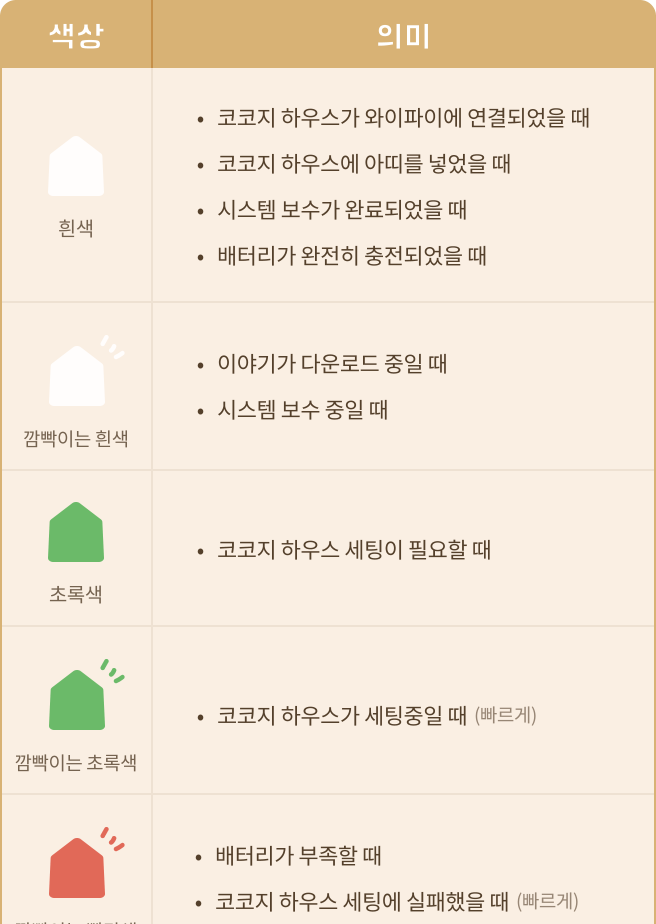 색상
의미
흰색
코코지 하우스가 와이파이에 연결되었을 때
코코지 하우스에 아띠를 넣었을 때
시스템 보수가 완료되었을 때
배터리가 완전히 충전되었을 때
깜빡이는 흰색
이야기가 다운로드 중일 때
시스템 보수 중일 때
초록색
코코지 하우스 세팅이 필요할 때
깜빡이는 초록색
코코지 하우스가 세팅중일 때 (빠르게)
배터리가 부족할 때
코코지 하우스 세팅에 실패했을 때 (빠르게)